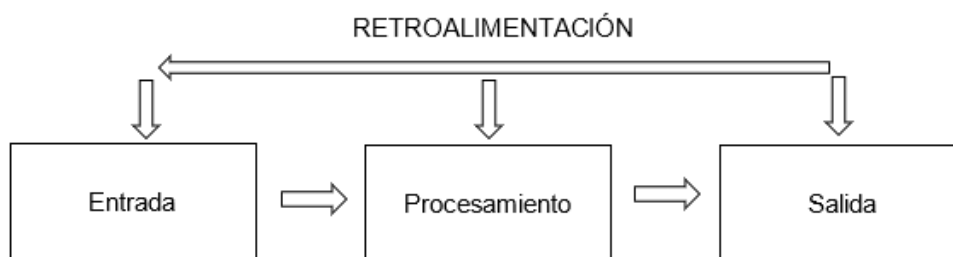 RETROALIMENTACIÓN
Entrada
Procesamiento
Salida